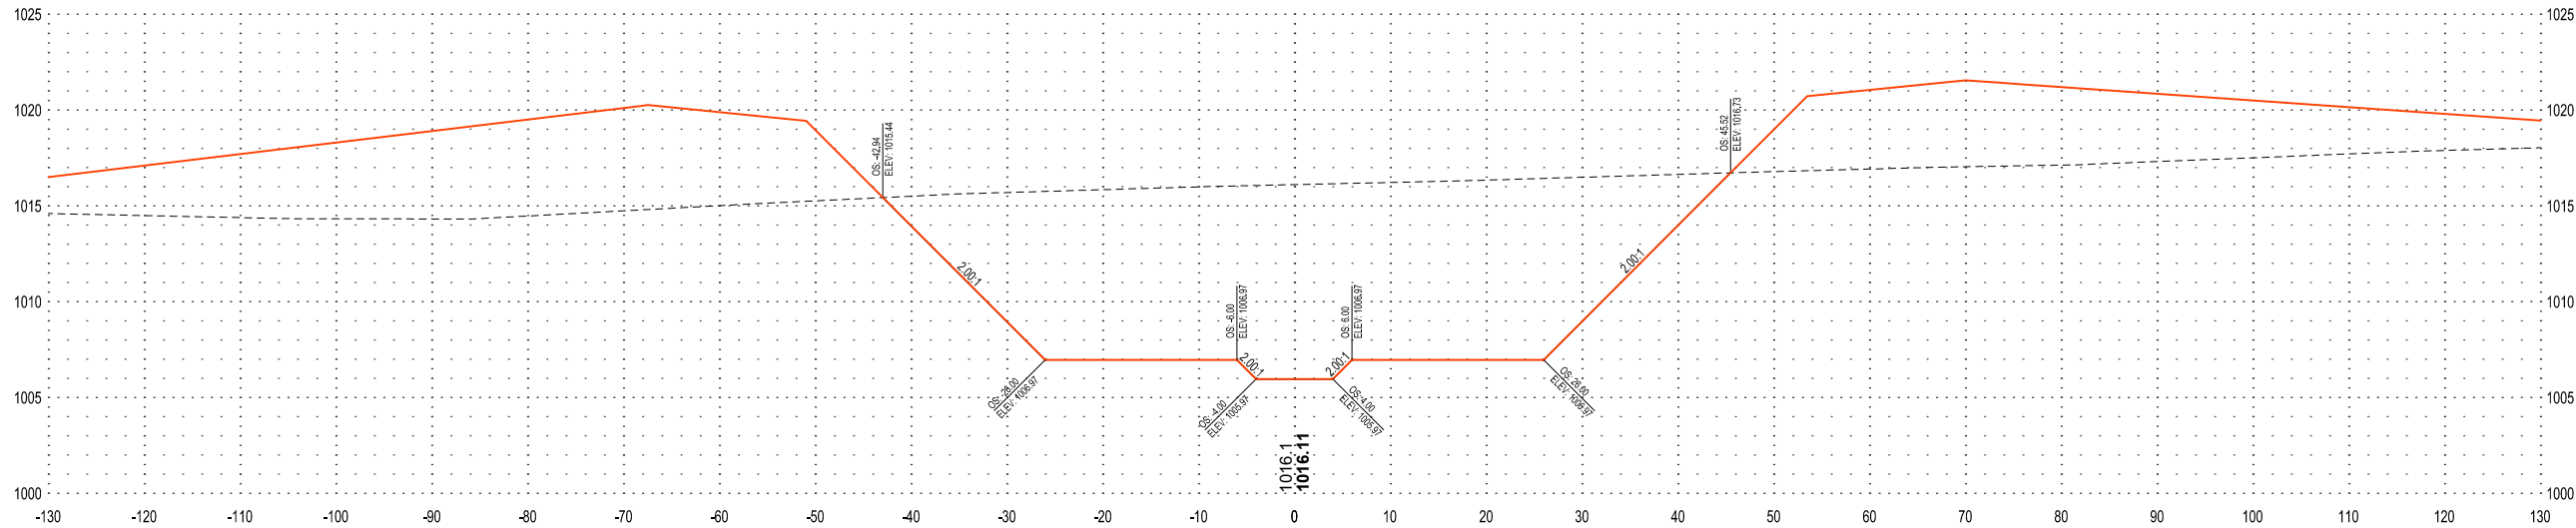 1025
1025
1020
1020
1015
1015
1010
1010
1005
1005
1000
1000
OS: -42.94
ELEV: 1015.44
OS: 45.52
ELEV: 1016.73
2.00:1
2.00:1
OS: -6.00
ELEV: 1006.97
OS: 6.00
ELEV: 1006.97
2.00:1
2.00:1
OS: -26.00
ELEV: 1006.97
OS: -4.00
ELEV: 1005.97
OS: 4.00
ELEV: 1005.97
OS: 26.00
ELEV: 1006.97
1016.1
1016.11
-130 -120 -110 -100 -90 -80 -70 -60 -50 -40 -30 -20 -10 0 10 20 30 40 50 60 70 80 90 100 110 120 130